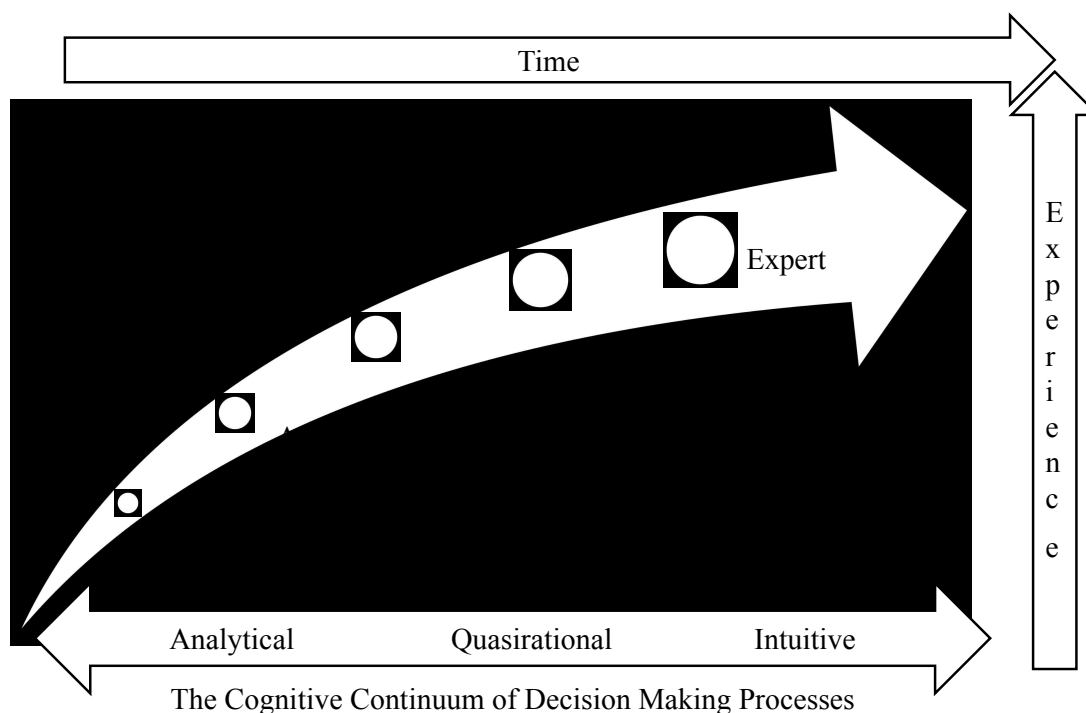 Time
Expert
Experience
Analytical Quasirational Intuitive
The Cognitive Continuum of Decision Making Processes